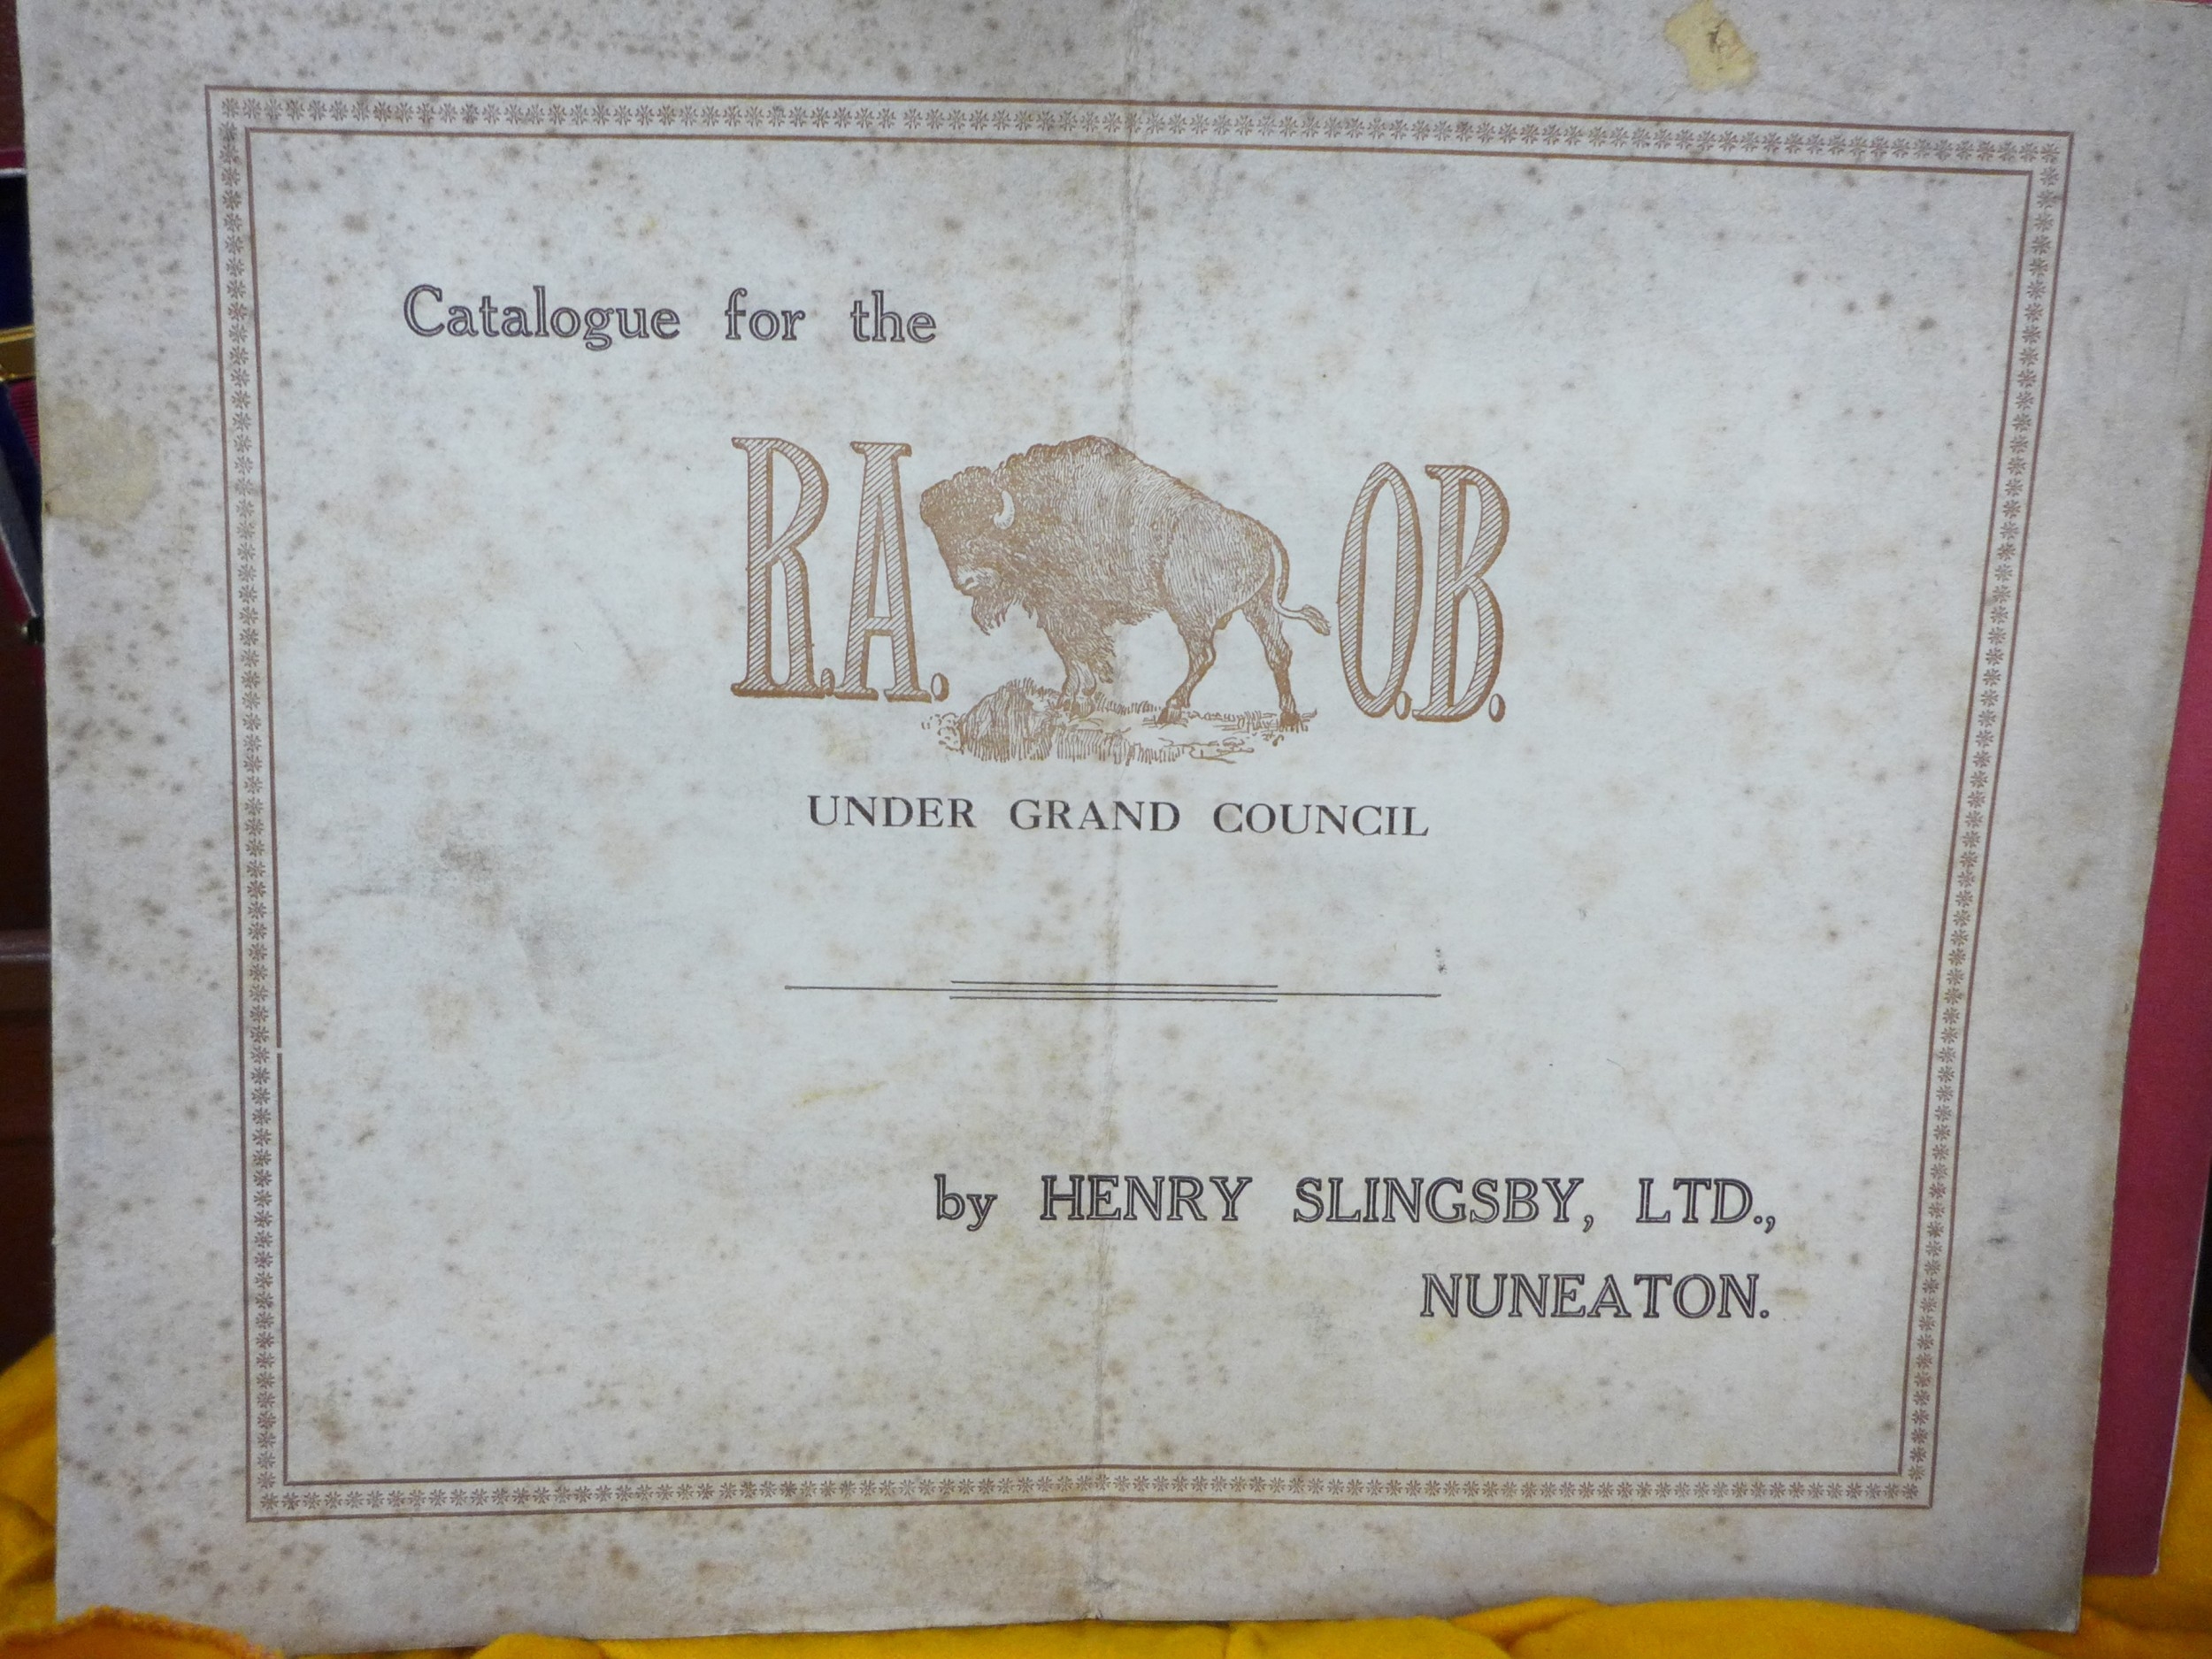 Catalogue for the
R.A. O.B.
UNDER GRAND COUNCIL
by HENRY SLINGSBY, LTD.,
NUNEATON.